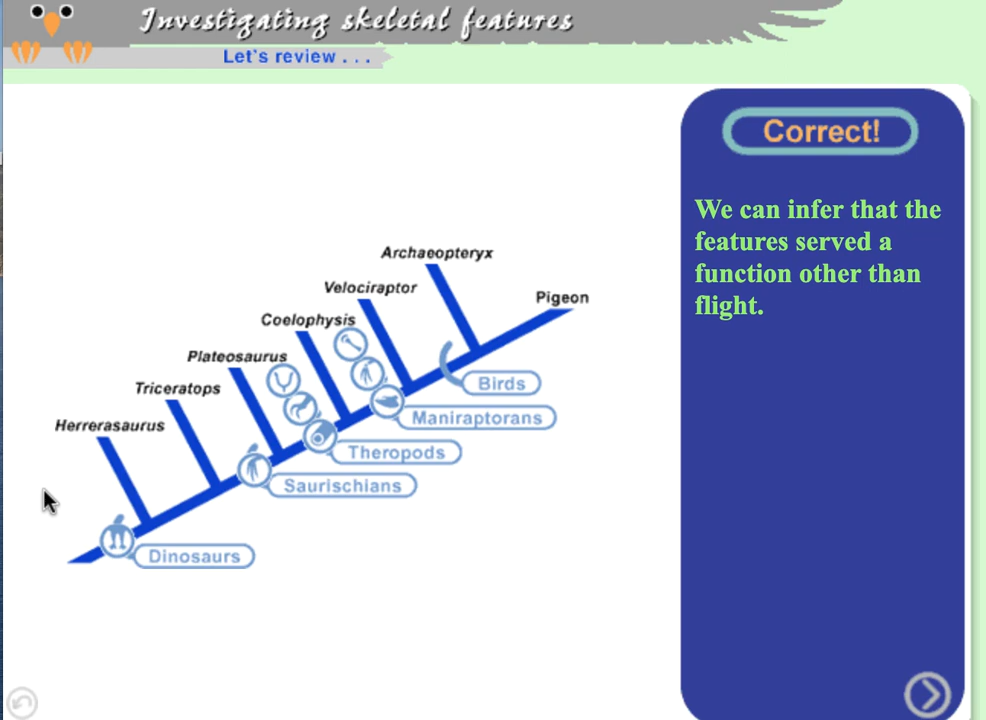 Investigating skeletal features
Let's review . . .
Correct!
We can infer that the
features served a
function other than
flight.
Archaeopteryx
Velociraptor
Pigeon
Coelophysis
Plateosaurus
Triceratops
Herrerasaurus
Birds
Maniraptorans
Theropods
Saurischians
Dinosaurs